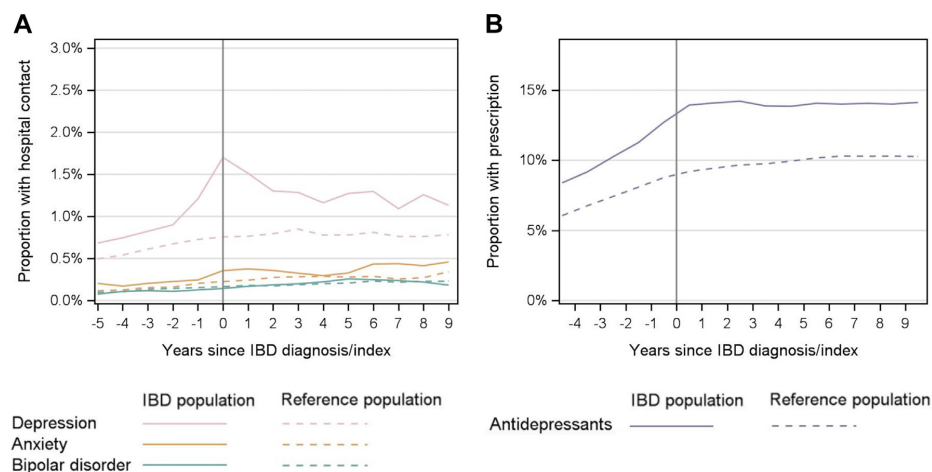 A
B
Proportion with hospital contact
3.0%
2.5%
2.0%
1.5%
1.0%
0.5%
0.0%
-5 -4 -3 -2 -1 0 1 2 3 4 5 6 7 8 9
Years since IBD diagnosis/index
Proportion with prescription
15%
10%
5%
0%
-4 -3 -2 -1 0 1 2 3 4 5 6 7 8 9
Years since IBD diagnosis/index
IBD population Reference population
Depression
Anxiety
Bipolar disorder
IBD population Reference population
Antidepressants